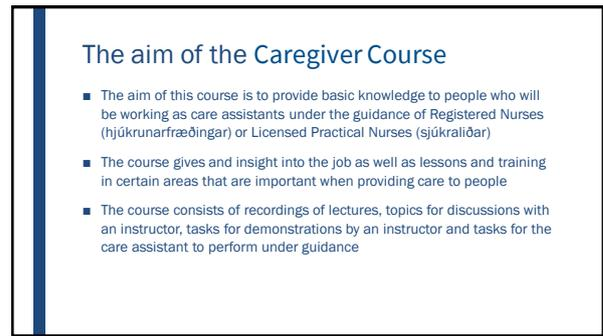 The aim of the Caregiver Course
■ The aim of this course is to provide basic knowledge to people who will
be working as care assistants under the guidance of Registered Nurses
(hjúkrunarfræðingar) or Licensed Practical Nurses (sjúkraliðar)
■ The course gives and insight into the job as well as lessons and training
in certain areas that are important when providing care to people
■ The course consists of recordings of lectures, topics for discussions with
an instructor, tasks for demonstrations by an instructor and tasks for the
care assistant to perform under guidance